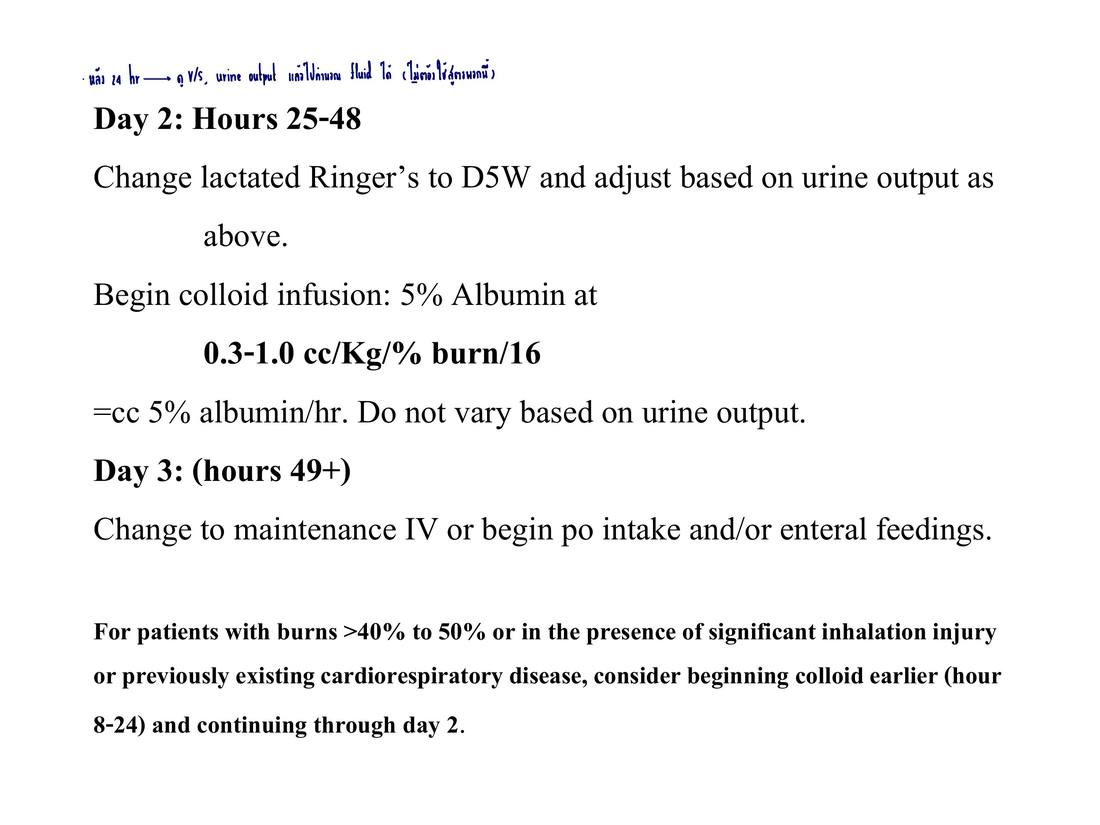 · หลัง 24 hr → ดู V/S, urine output แล้วไปคำนวณ fluid ได้ (ไม่ต้องใช้สูตรพวกนี้)
Day 2: Hours 25-48
Change lactated Ringer’s to D5W and adjust based on urine output as
above.
Begin colloid infusion: 5% Albumin at
0.3-1.0 cc/Kg/% burn/16
=cc 5% albumin/hr. Do not vary based on urine output.
Day 3: (hours 49+)
Change to maintenance IV or begin po intake and/or enteral feedings.
For patients with burns >40% to 50% or in the presence of significant inhalation injury
or previously existing cardiorespiratory disease, consider beginning colloid earlier (hour
8-24) and continuing through day 2.